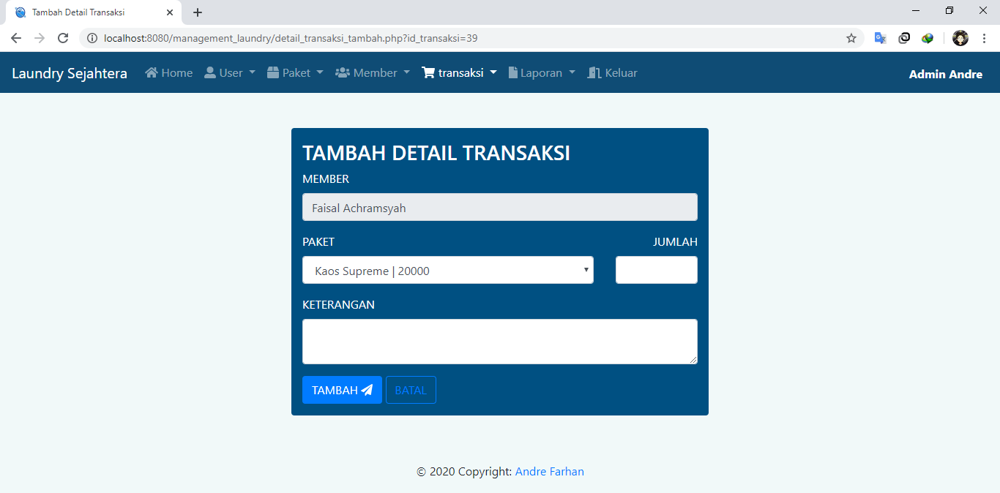 Tambah Detail Transaksi
localhost:8080/management_laundry/detail_transaksi_tambah.php?id_transaksi=39
Laundry Sejahtera Home User Paket Member transaksi Laporan Keluar Admin Andre
TAMBAH DETAIL TRANSAKSI
MEMBER
Faisal Achramsyah
PAKET JUMLAH
Kaos Supreme | 20000
KETERANGAN
TAMBAH BATAL
© 2020 Copyright: Andre Farhan